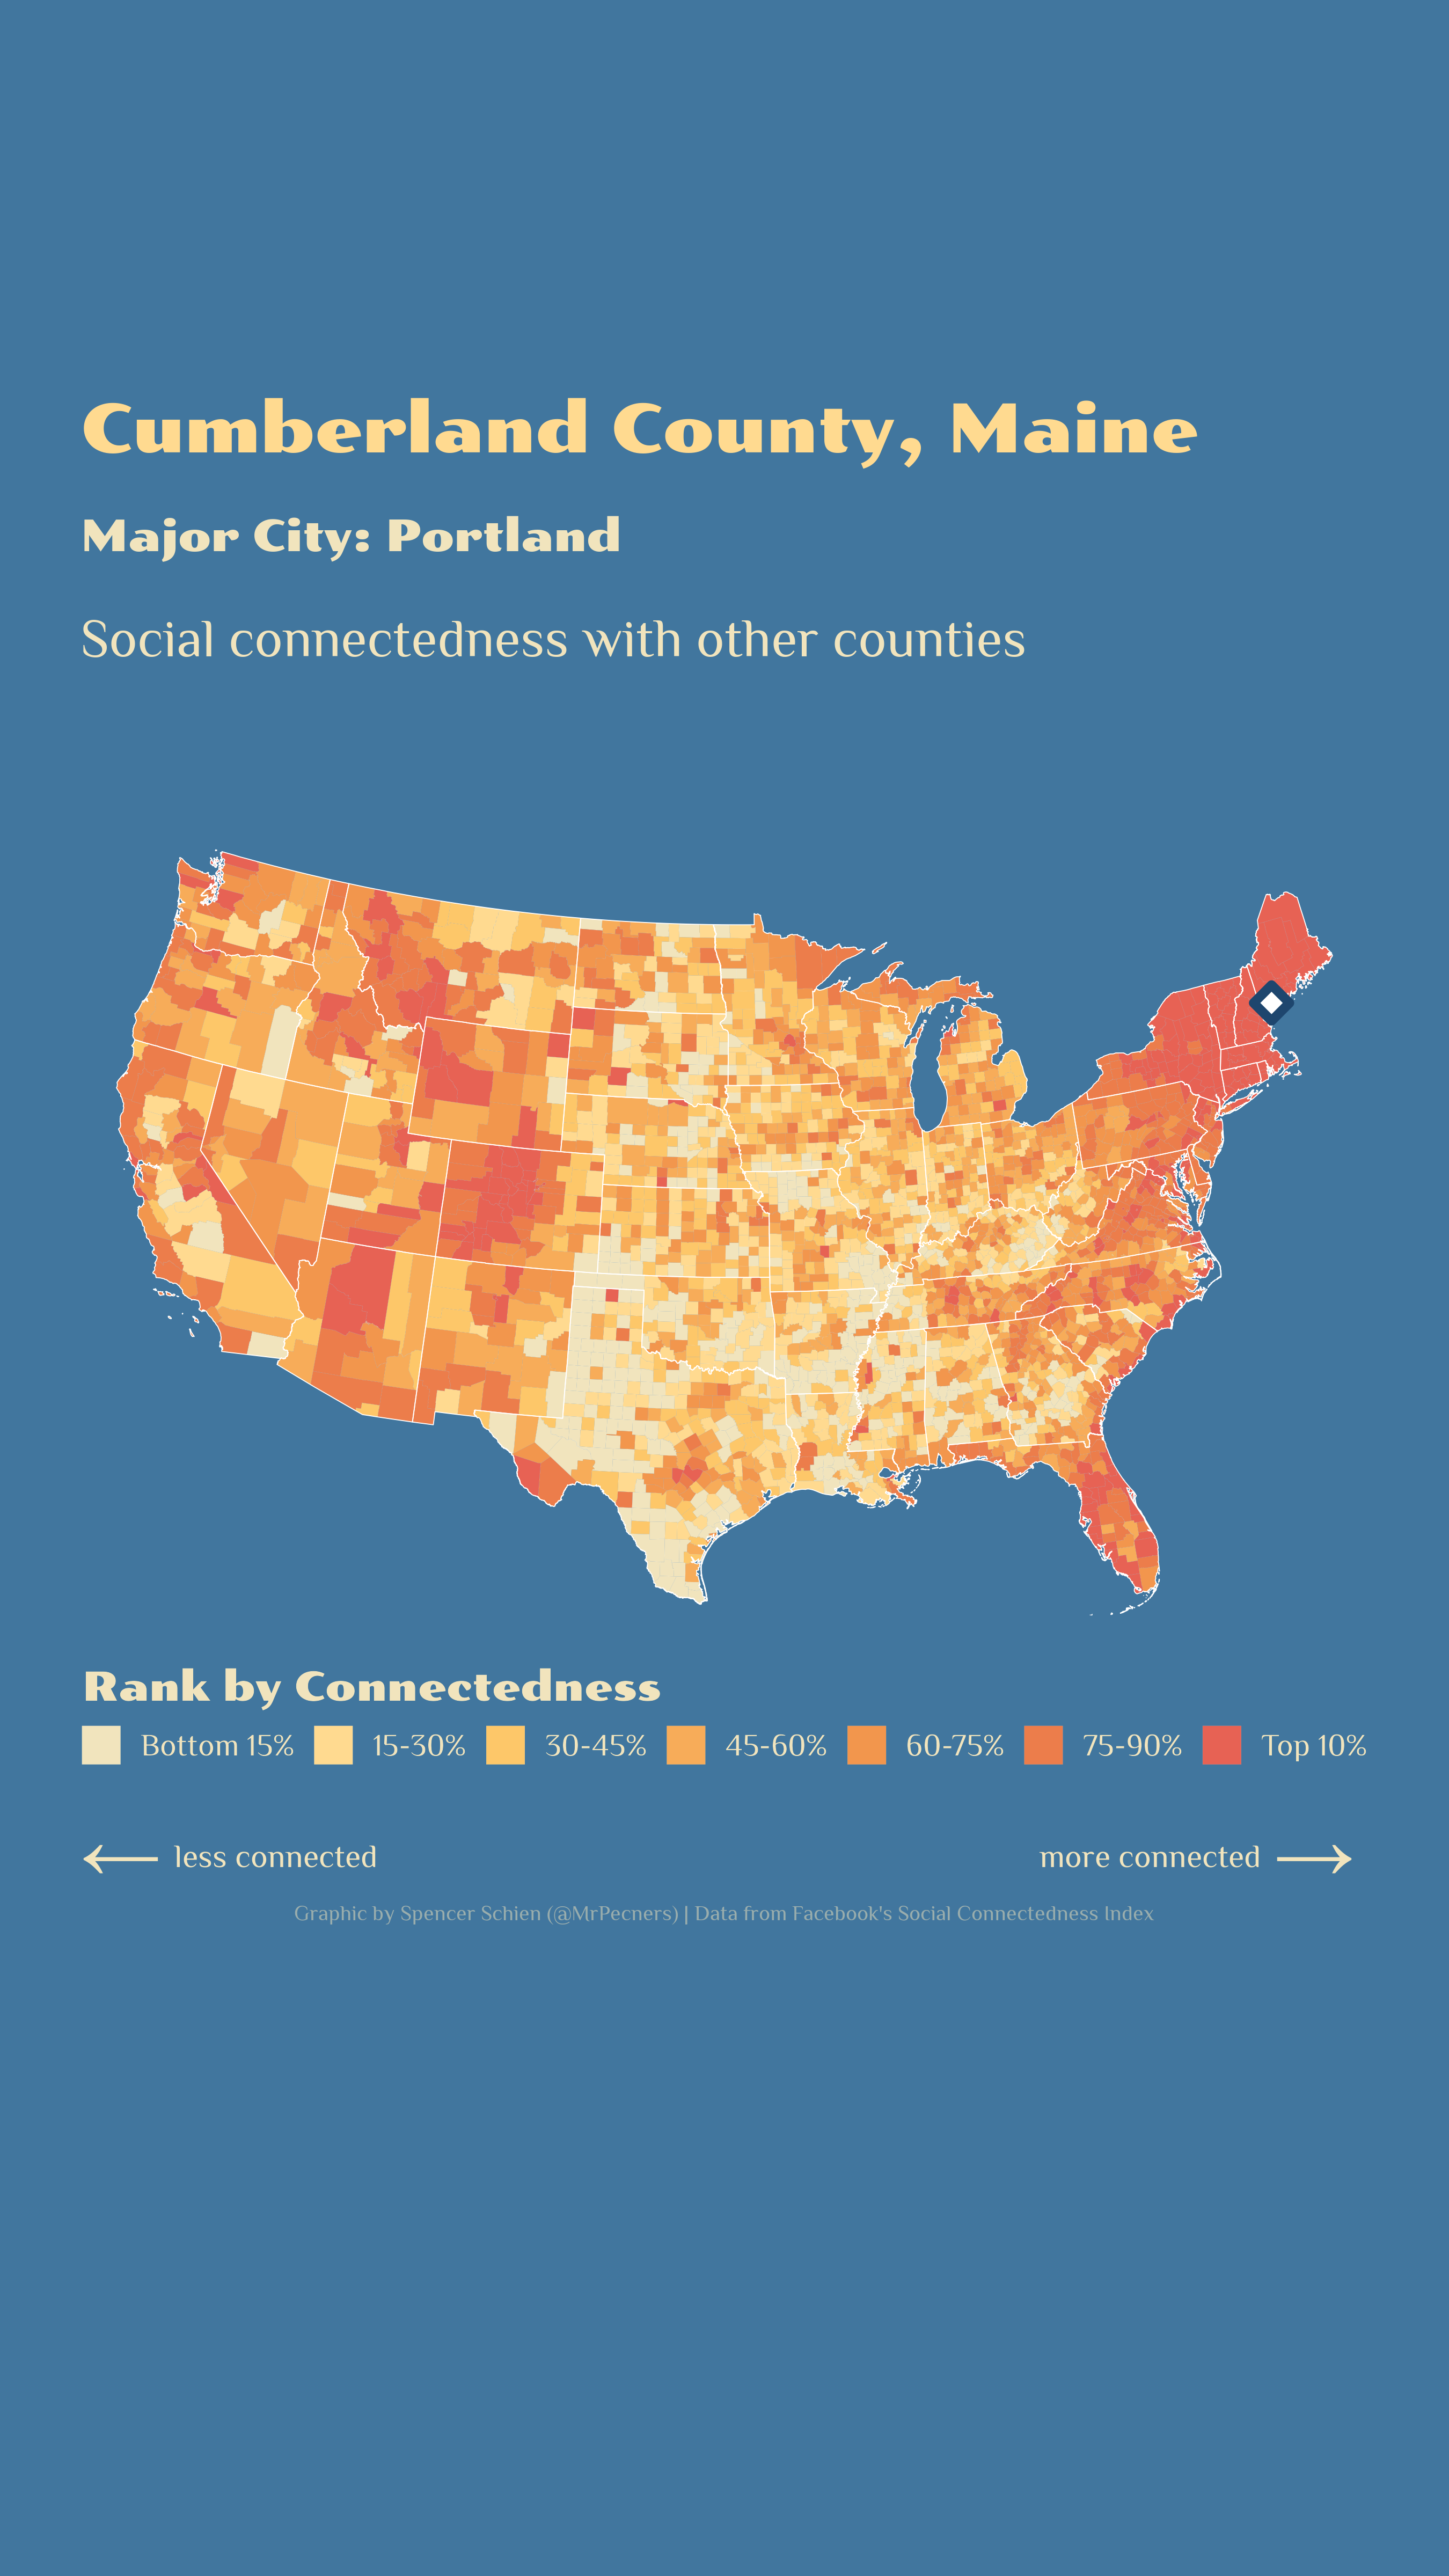 Cumberland County, Maine
Major City: Portland
Social connectedness with other counties
Rank by Connectedness
Bottom 15% 15-30% 30-45% 45-60% 60-75% 75-90% Top 10%
← less connected more connected →
Graphic by Spencer Schien (@MrPecners) | Data from Facebook's Social Connectedness Index